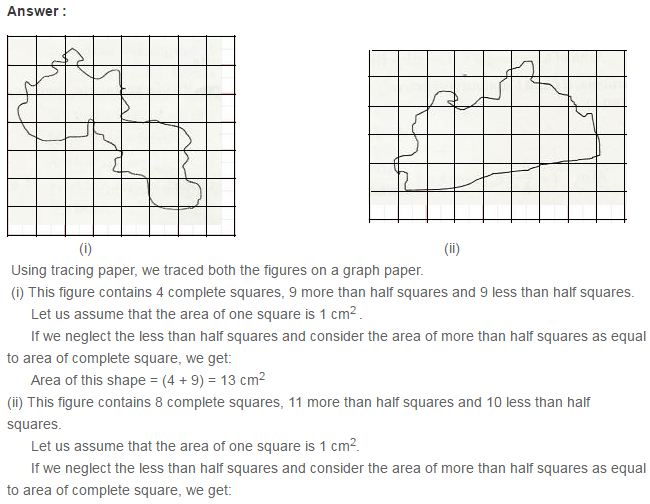 Answer :
(i)
(ii)
Using tracing paper, we traced both the figures on a graph paper.
(i) This figure contains 4 complete squares, 9 more than half squares and 9 less than half squares.
Let us assume that the area of one square is 1 cm².
If we neglect the less than half squares and consider the area of more than half squares as equal
to area of complete square, we get:
Area of this shape = (4 + 9) = 13 cm²
(ii) This figure contains 8 complete squares, 11 more than half squares and 10 less than half
squares.
Let us assume that the area of one square is 1 cm².
If we neglect the less than half squares and consider the area of more than half squares as equal
to area of complete square, we get: